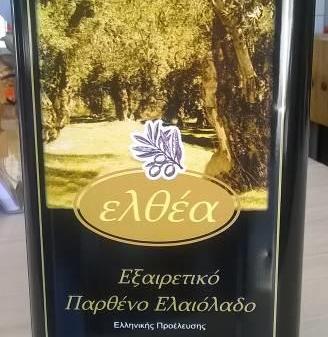 ελθέα
Εξαιρετικό
Παρθένο Ελαιόλαδο
Ελληνικής Προέλευσης